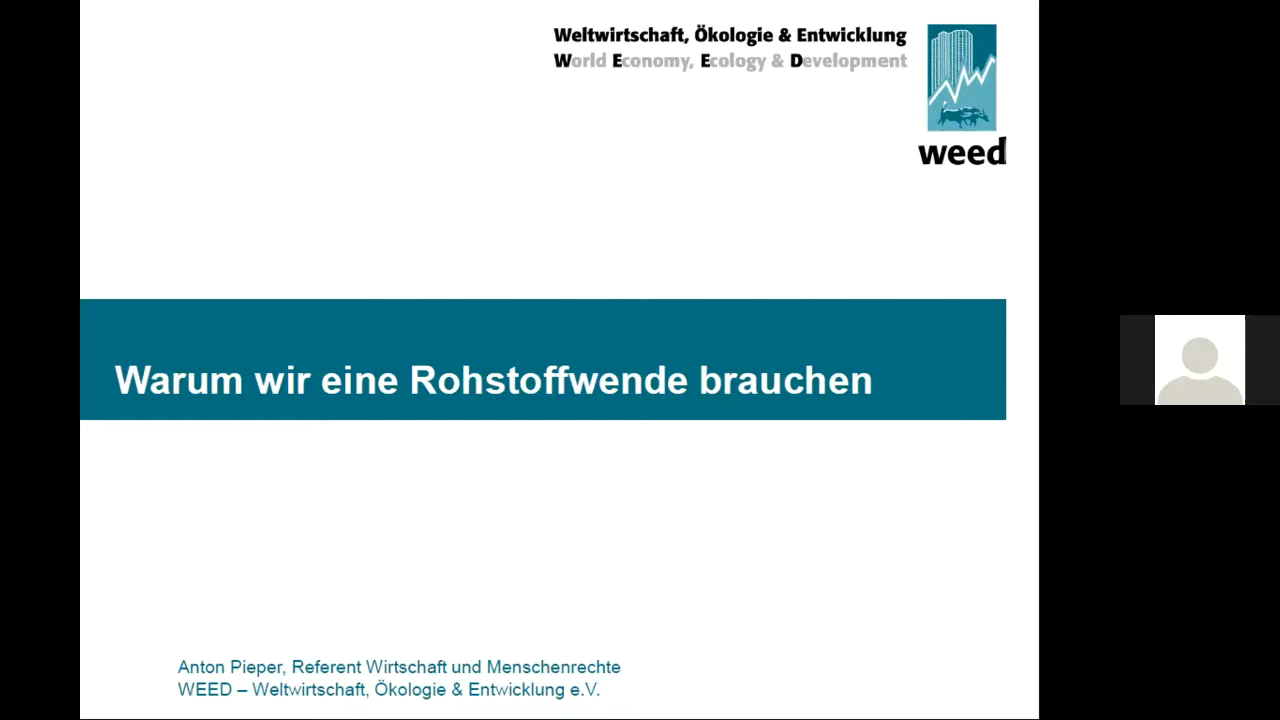 Weltwirtschaft, Ökologie & Entwicklung
World Economy, Ecology & Development
weed
Warum wir eine Rohstoffwende brauchen
Anton Pieper, Referent Wirtschaft und Menschenrechte
WEED – Weltwirtschaft, Ökologie & Entwicklung e.V.